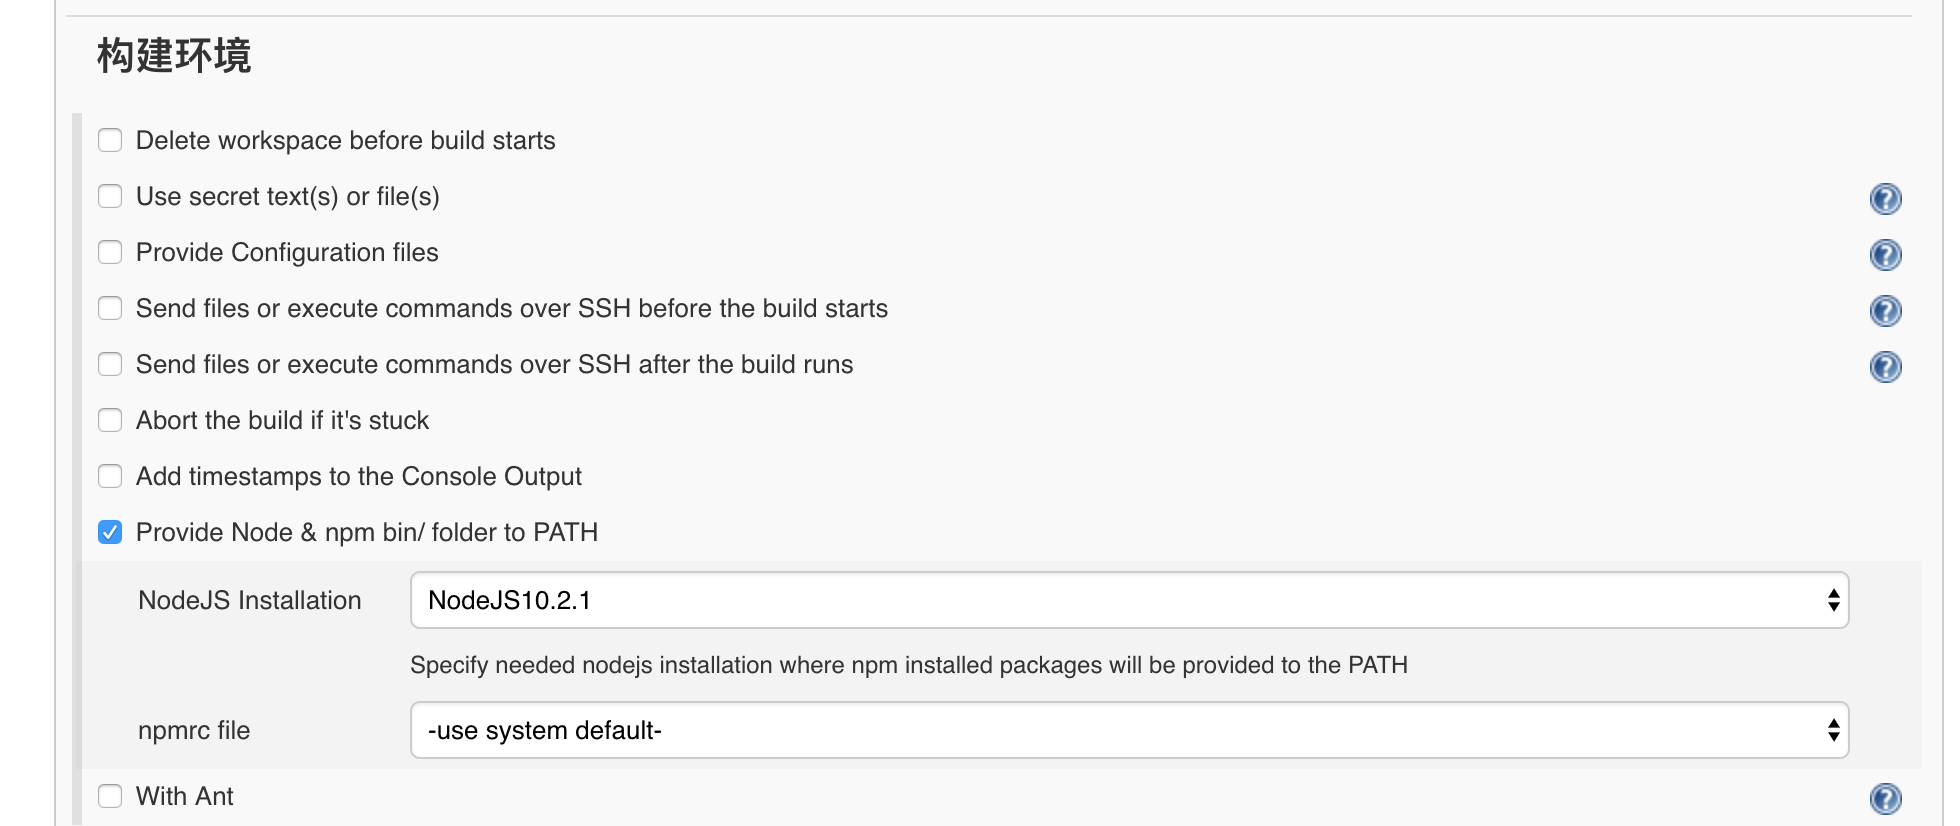 构建环境
Delete workspace before build starts
Use secret text(s) or file(s)
Provide Configuration files
Send files or execute commands over SSH before the build starts
Send files or execute commands over SSH after the build runs
Abort the build if it's stuck
Add timestamps to the Console Output
Provide Node & npm bin/ folder to PATH
NodeJS Installation NodeJS10.2.1
Specify needed nodejs installation where npm installed packages will be provided to the PATH
npmrc file -use system default-
With Ant